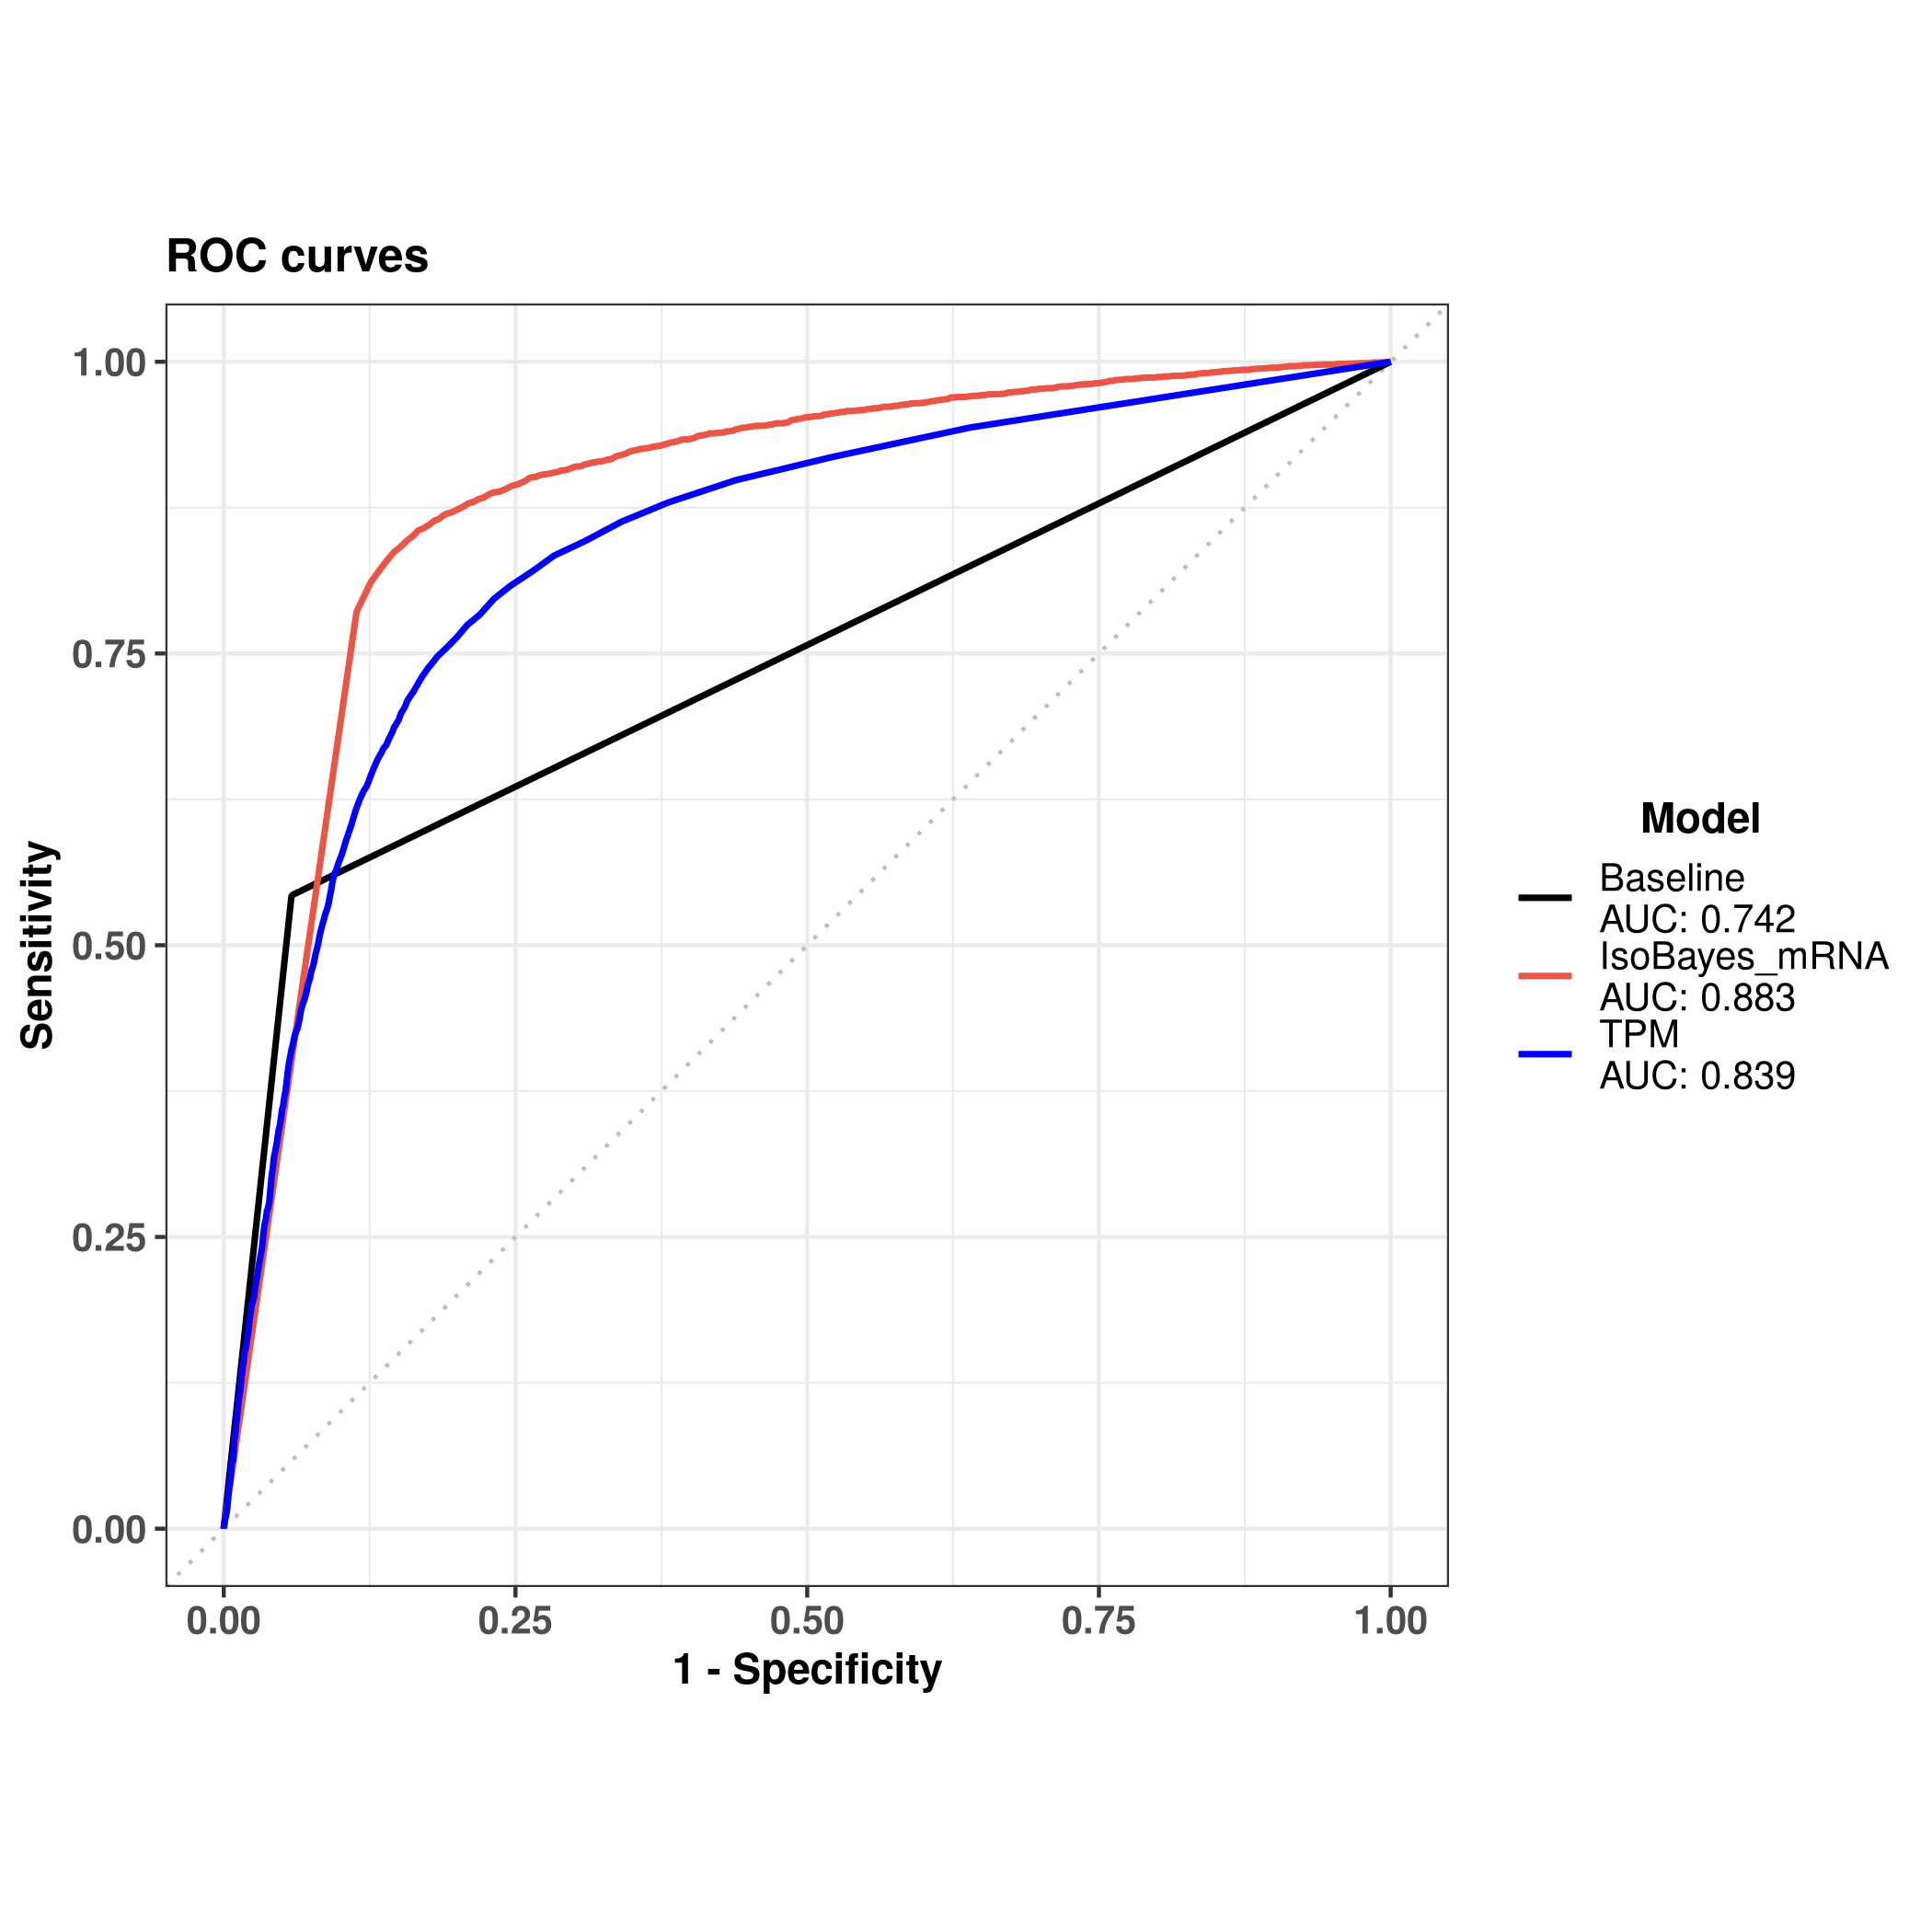 ROC curves
1.00
0.75
0.50
0.25
0.00
Sensitivity
0.00 0.25 0.50 0.75 1.00
1 - Specificity
Model
Baseline
AUC: 0.742
IsoBayes_mRNA
AUC: 0.883
TPM
AUC: 0.839